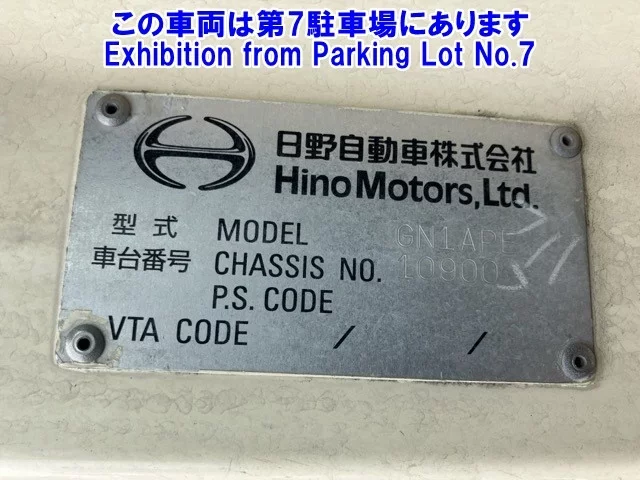 この車両は第7駐車場にあります
Exhibition from Parking Lot No.7
日野自動車株式会社
Hino Motors, Ltd.
型式 MODEL GN1APE
車台番号 CHASSIS NO. 10900
P.S. CODE
VTA CODE / /